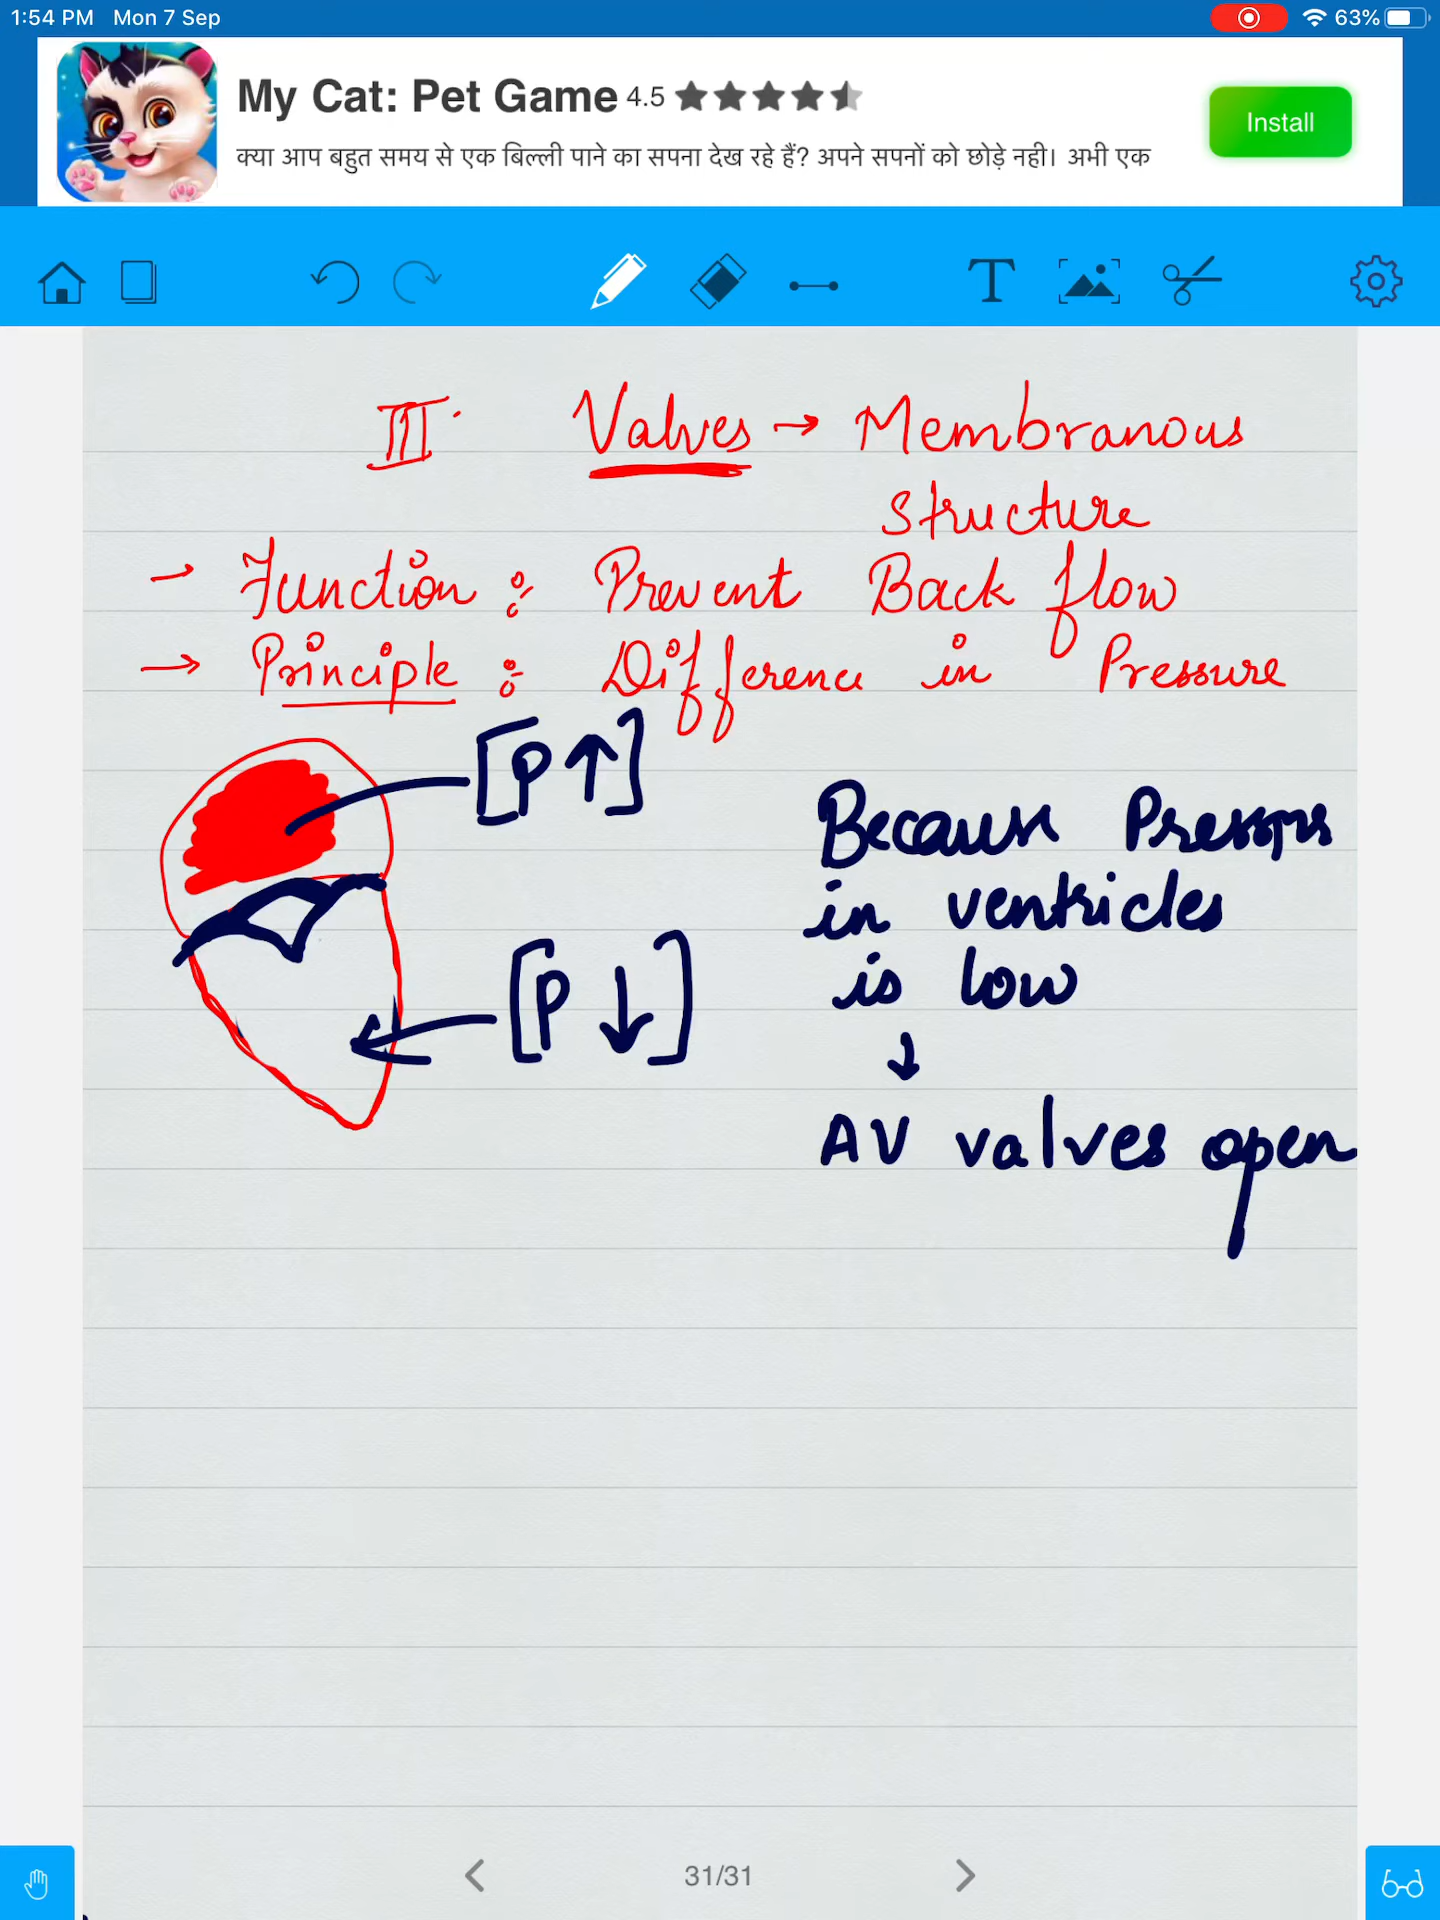 1:54 PM Mon 7 Sep 63%
My Cat: Pet Game 4.5
क्या आप बहुत समय से एक बिल्ली पाने का सपना देख रहे हैं? अपने सपनों को छोड़े नही। अभी एक
Install
T
III. Valves → Membranous
structure
→ Function : Prevent Back flow
→ Principle : Difference in Pressure
[P↑]
[P↓]
Because
in ventricles
is low
↓
AV valves open
31/31